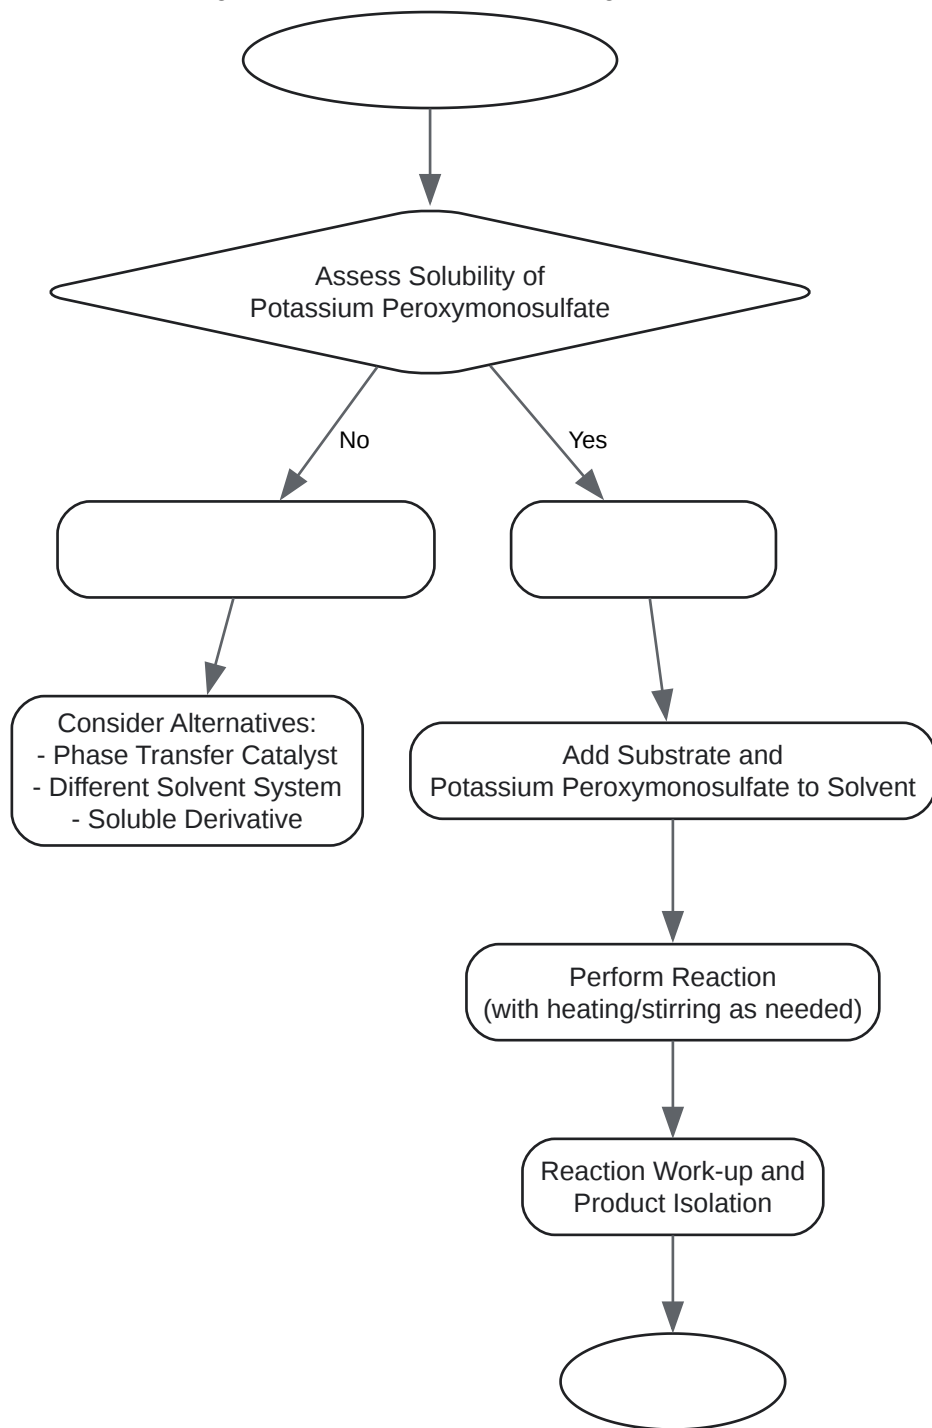 Assess Solubility of
Potassium Peroxymonosulfate
No
Yes
Consider Alternatives:
- Phase Transfer Catalyst
- Different Solvent System
- Soluble Derivative
Add Substrate and
Potassium Peroxymonosulfate to Solvent
Perform Reaction
(with heating/stirring as needed)
Reaction Work-up and
Product Isolation